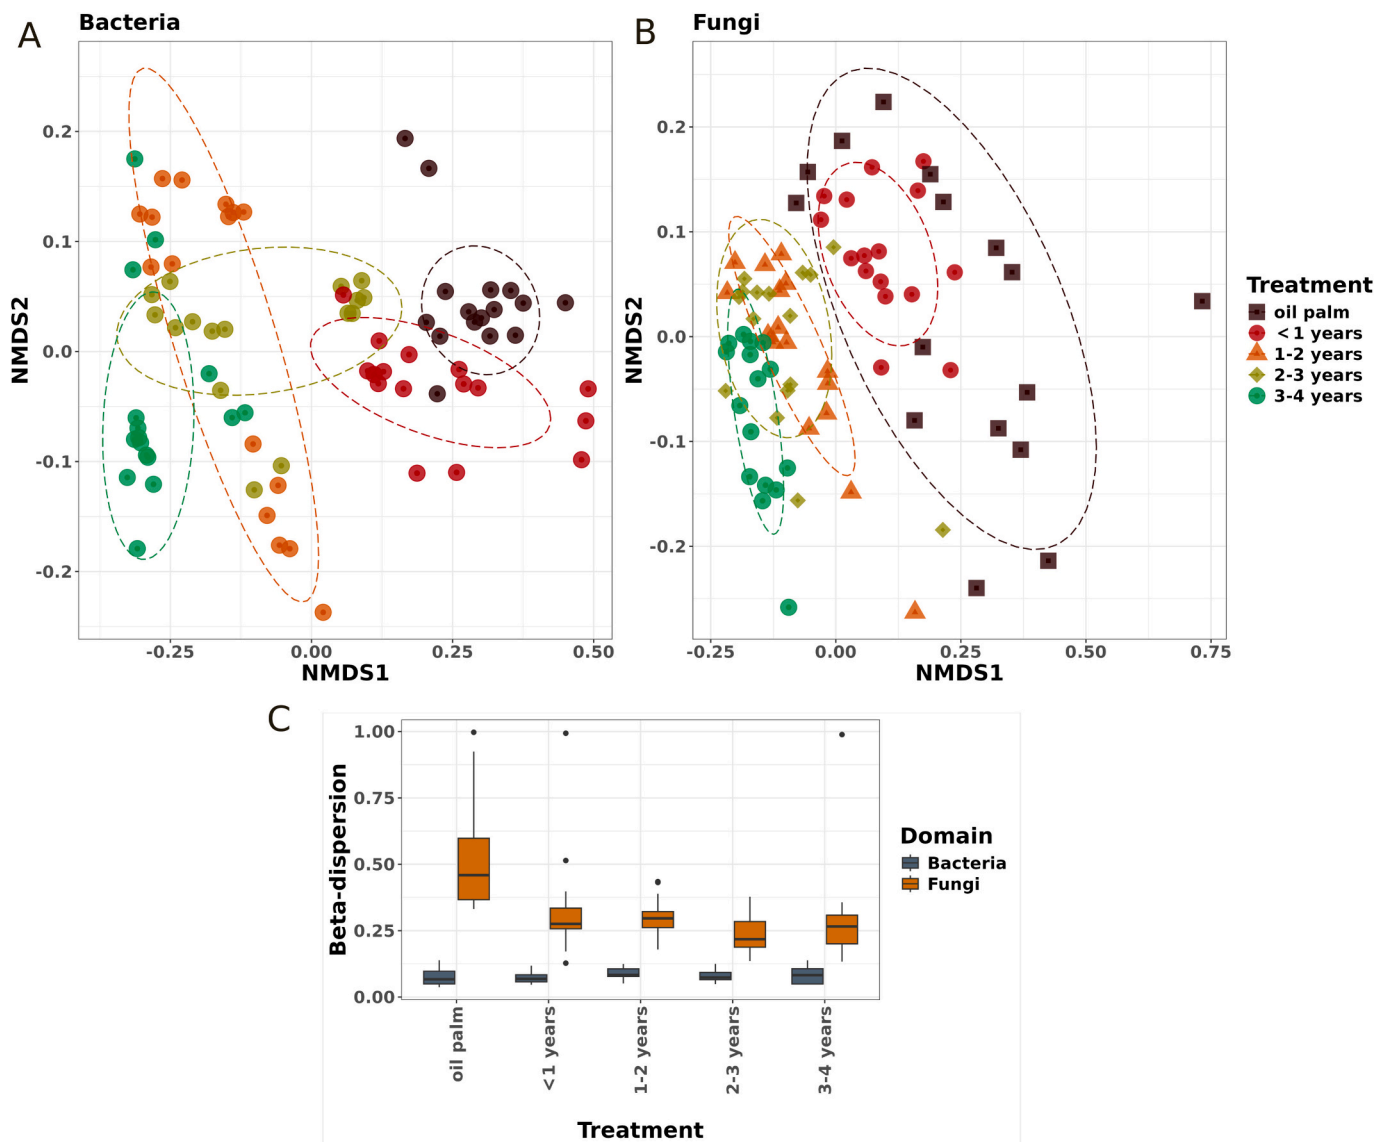 A
Bacteria
0.2
0.1
0.0
-0.1
-0.2
NMDS2
-0.25
0.00
0.25
0.50
NMDS1
B
Fungi
0.2
0.1
0.0
-0.1
-0.2
NMDS2
-0.25
0.00
0.25
0.50
0.75
NMDS1
Treatment
oil palm
<1 years
1-2 years
2-3 years
3-4 years
C
1.00
0.75
0.50
0.25
0.00
Beta-dispersion
oil palm
<1 years
1-2 years
2-3 years
3-4 years
Treatment
Domain
Bacteria
Fungi